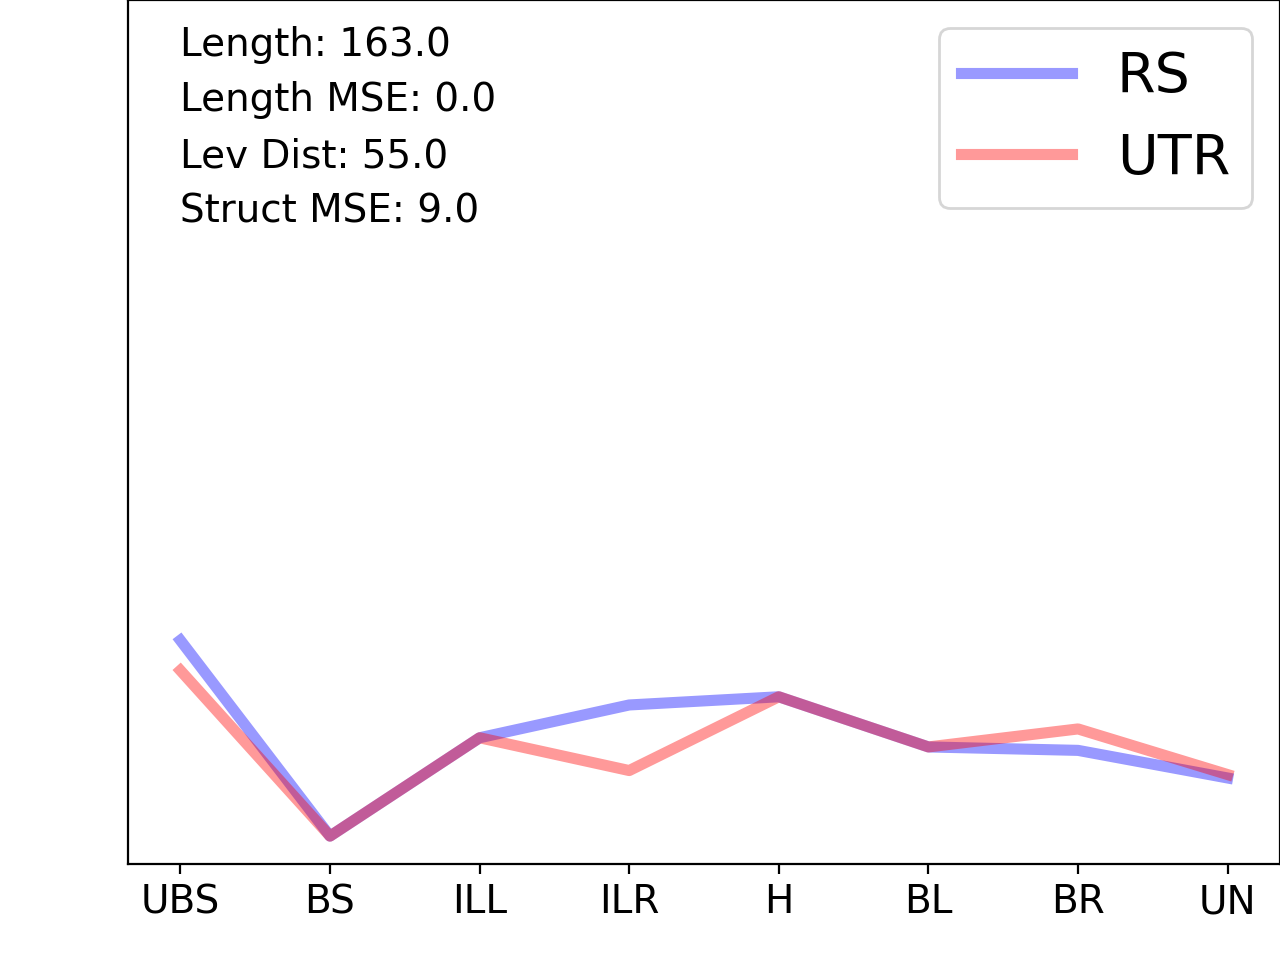 Length: 163.0
Length MSE: 0.0
Lev Dist: 55.0
Struct MSE: 9.0
RS
UTR
UBS BS ILL ILR H BL BR UN